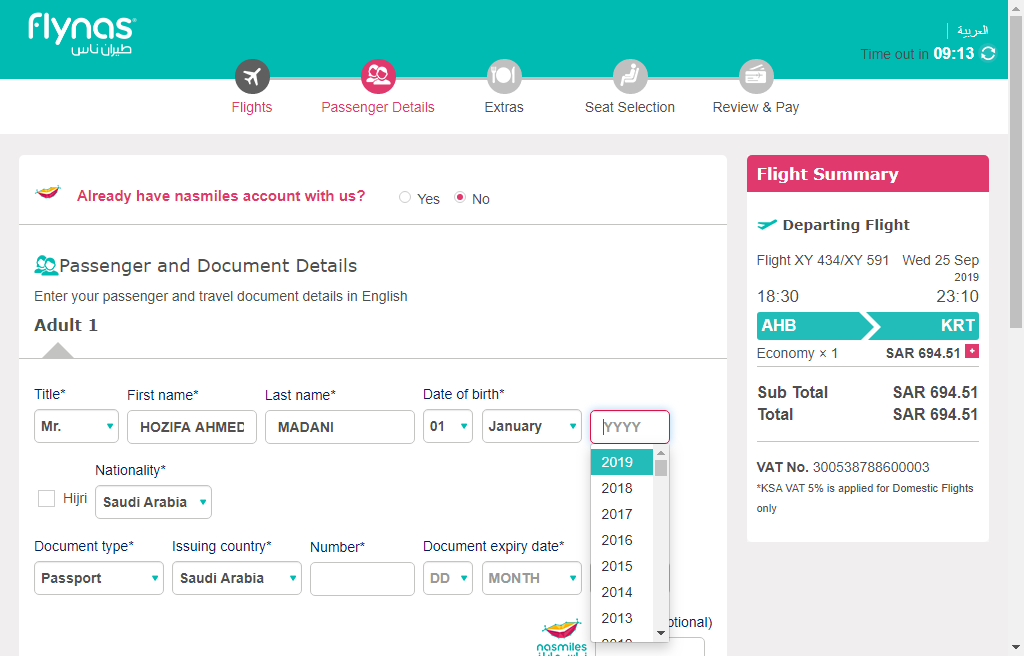 flynas
طيران ناس
العربية
Time out in 09:13
Flights
Passenger Details
Extras
Seat Selection
Review & Pay
Already have nasmiles account with us?
Yes
No
Passenger and Document Details
Enter your passenger and travel document details in English
Adult 1
Title*
First name*
Last name*
Date of birth*
Mr.
HOZIFA AHMED
MADANI
01
January
YYYY
2019
2018
2017
2016
2015
2014
2013
Nationality*
Hijri
Saudi Arabia
Document type*
Issuing country*
Number*
Document expiry date*
Passport
Saudi Arabia
DD
MONTH
nasmiles
Flight Summary
Departing Flight
Flight XY 434/XY 591
Wed 25 Sep
2019
18:30
23:10
AHB
KRT
Economy × 1
SAR 694.51
Sub Total
SAR 694.51
Total
SAR 694.51
VAT No. 300538788600003
*KSA VAT 5% is applied for Domestic Flights
only